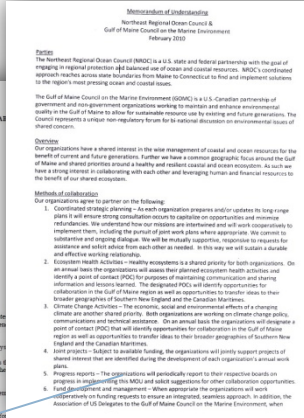 Memorandum of Understanding
Northeast Regional Ocean Council &
Gulf of Maine Council on the Marine Environment
February 2010
Parties
The Northeast Regional Ocean Council (NROC) is a U.S. state and federal partnership with the goal of
engaging in regional protection and balanced use of ocean and coastal resources. NROC's coordinated
approach reaches across state boundaries from Maine to Connecticut to find and implement solutions
to the region's most pressing ocean and coastal issues.
The Gulf of Maine Council on the Marine Environment (GOMC) is a U.S.-Canadian partnership of
government and non-government organizations working to maintain and enhance environmental
quality in the Gulf of Maine to allow for sustainable resource use by existing and future generations. The
Council represents a unique non-regulatory forum for bi-national discussion on environmental issues of
shared concern.
Overview
Our organizations have a shared interest in the wise management of coastal and ocean resources for the
benefit of current and future generations. Further we have a common geographic focus around the Gulf
of Maine and shared priorities around a healthy and resilient coastal and ocean ecosystem. As such we
have a strong interest in collaborating with each other and leveraging human and financial resources to
the benefit of our shared ecosystem.
Methods of collaboration
Our organizations agree to partner on the following:
1. Coordinated strategic planning – As each organization prepares and/or updates its long-range
plans it will ensure strong consultation occurs to capitalize on opportunities and minimize
redundancies. We understand how our missions are intertwined and will work cooperatively to
implement them, including the pursuit of joint work plans where appropriate. We commit to
substantive and ongoing dialogue. We will be mutually supportive, responsive to requests for
assistance and solicit advice from each other as needed. In this way we will sustain a durable
and effective working relationship.
2. Ecosystem Health Activities – Healthy ecosystems is a shared priority for both organizations. On
an annual basis the organizations will assess their planned ecosystem health activities and
identify a point of contact (POC) for purposes of maintaining communication and sharing
information and lessons learned. The designated POCs will identify opportunities for
collaboration in the Gulf of Maine region as well as opportunities to transfer ideas to their
broader geographies of Southern New England and the Canadian Maritimes.
3. Climate Change Activities – The economic, social and environmental effects of a changing
climate are another shared priority. Both organizations are working on climate change policy,
communications and technical assistance. On an annual basis the organizations will designate a
point of contact (POC) that will identify opportunities for collaboration in the Gulf of Maine
region as well as opportunities to transfer ideas to their broader geographies of Southern New
England and the Canadian Maritimes.
4. Joint projects – Subject to available funding, the organizations will jointly support projects of
shared interest that are identified during the development of each organization's annual work
plans.
5. Progress reports – The organizations will periodically report to their respective boards on
progress in implementing this MOU and solicit suggestions for other collaboration opportunities.
6. Fund development and management – When appropriate the organizations will work
cooperatively on funding requests to ensure an integrated, seamless approach. In addition, the
Association of US Delegates to the Gulf of Maine Council on the Marine Environment, when